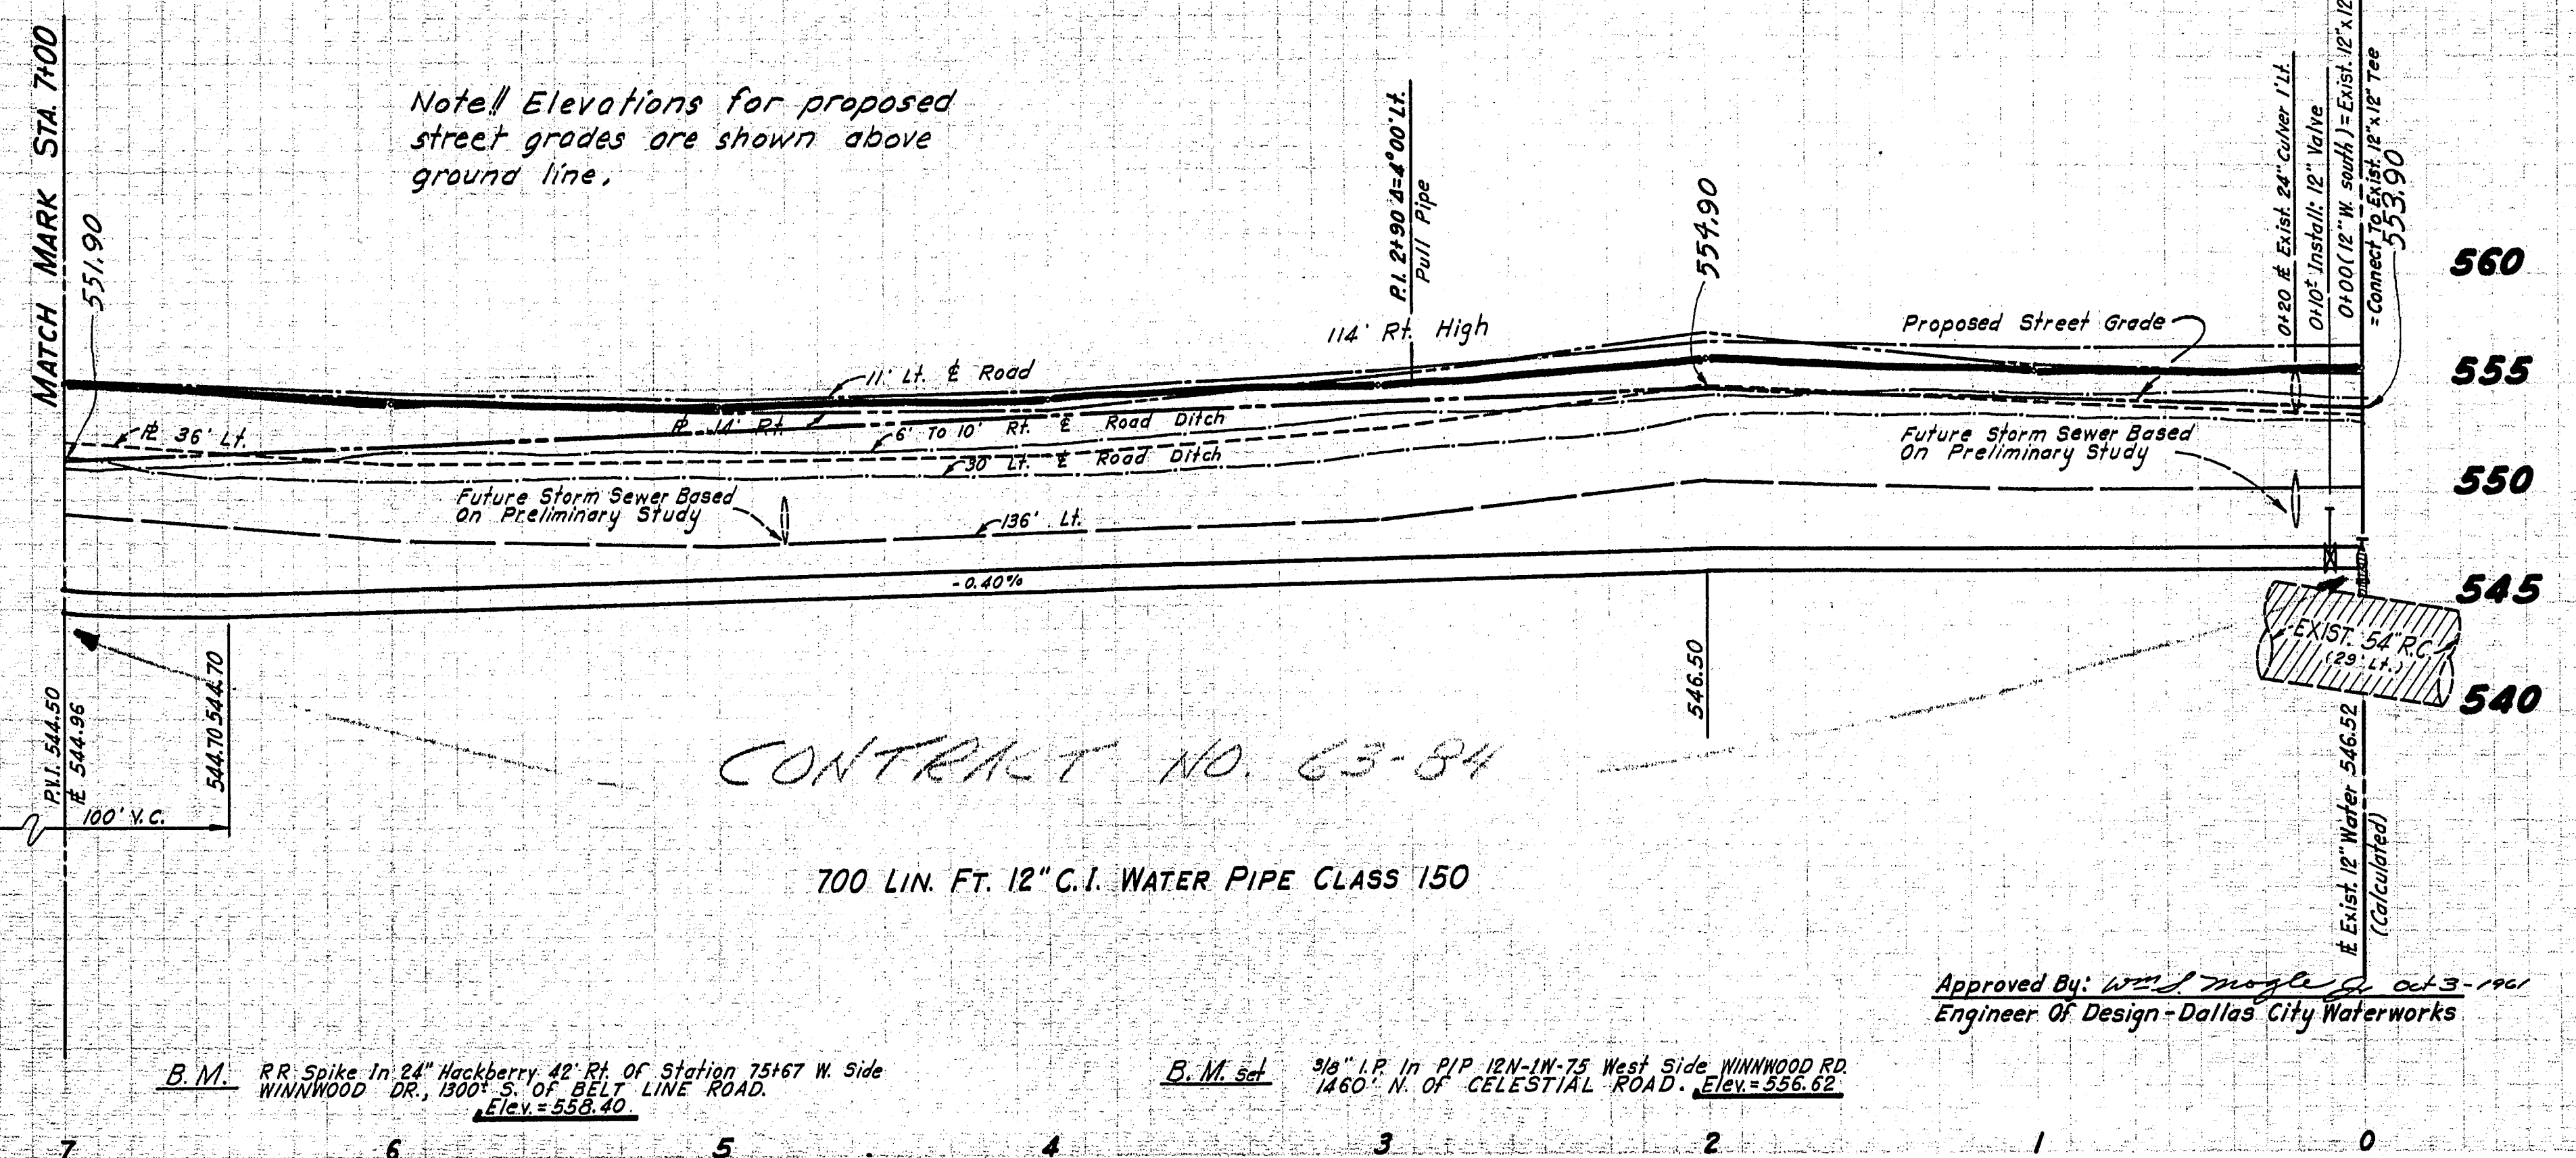 MATCH MARK STA. 7+00
551.90
Note!! Elevations for proposed
street grades are shown above
ground line.
P.I. 2+90 Δ=4°00' Lt.
Pull Pipe
114' Rt. High
554.90
Proposed Street Grade
0+20 ℄ Exist. 24" Culver 1' Lt.
0+10± Install: 12" Valve
0+00 (12" W. south) = Exist. 12" x 12"
= Connect To Exist. 12" x 12" Tee
553.90
560
555
550
545
540
11' Lt. ℄ Road
℄ 14' Rt.
6' To 10' Rt. ℄ Road Ditch
30' Lt. ℄ Road Ditch
℄ 36' Lt.
Future Storm Sewer Based
On Preliminary Study
136' Lt.
Future Storm Sewer Based
On Preliminary Study
-0.40%
EXIST. 54" R.C.
(29' Lt.)
P.V.I. 544.50
℄ 544.96
544.70 544.70
100' V.C.
546.50
℄ Exist. 12" Water 546.52
(Calculated)
CONTRACT NO. 63-84
700 LIN. FT. 12" C.I. WATER PIPE CLASS 150
Approved By: Wm S. Mogle Jr Oct 3-1961
Engineer Of Design-Dallas City Waterworks
B.M. RR. Spike In 24" Hackberry 42' Rt. Of Station 75+67 W. Side
WINNWOOD DR., 1300± S. OF BELT LINE ROAD.
Elev.=558.40
B.M. set 3/8" I.P. In P/P 12N-1W-75 West Side WINNWOOD RD.
1460' N. OF CELESTIAL ROAD. Elev.=556.62
7 6 5 4 3 2 1 0